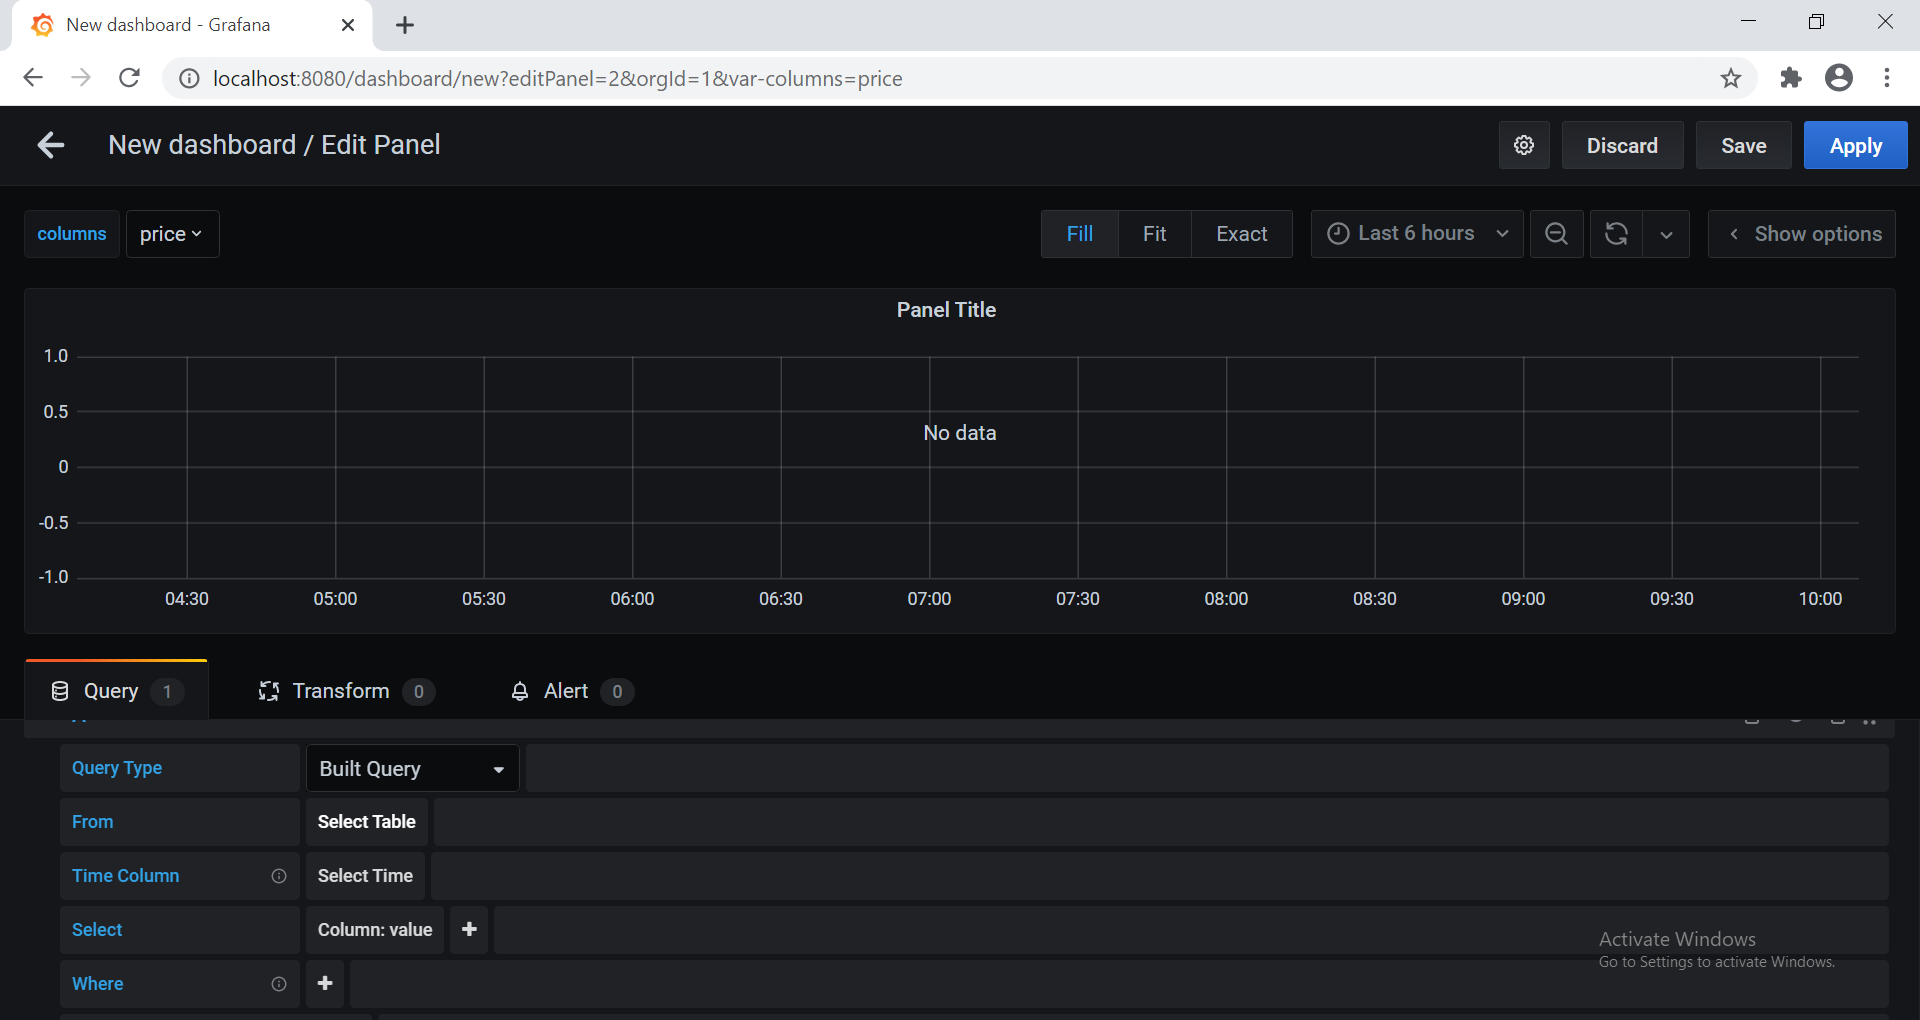 New dashboard - Grafana
localhost:8080/dashboard/new?editPanel=2&orgId=1&var-columns=price
New dashboard / Edit Panel
Discard
Save
Apply
columns
price
Fill
Fit
Exact
Last 6 hours
Show options
Panel Title
1.0
0.5
No data
0
-0.5
-1.0
04:30 05:00 05:30 06:00 06:30 07:00 07:30 08:00 08:30 09:00 09:30 10:00
Query 1
Transform 0
Alert 0
Query Type
Built Query
From
Select Table
Time Column
Select Time
Select
Column: value
Activate Windows
Go to Settings to activate Windows.
Where